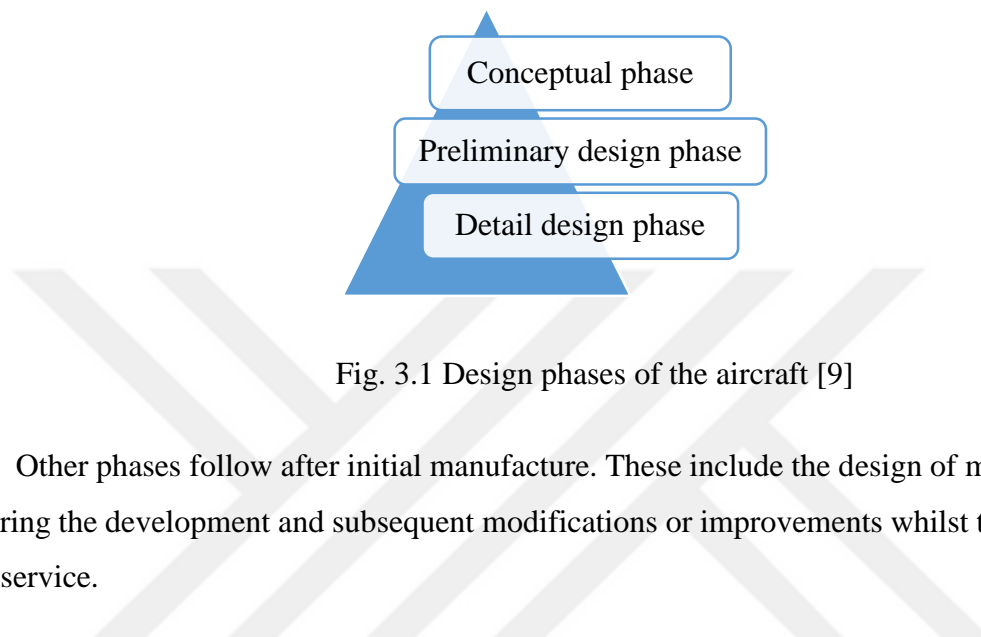 Conceptual phase
Preliminary design phase
Detail design phase
Fig. 3.1 Design phases of the aircraft [9]
Other phases follow after initial manufacture. These include the design of
ring the development and subsequent modifications or improvements whilst
service.